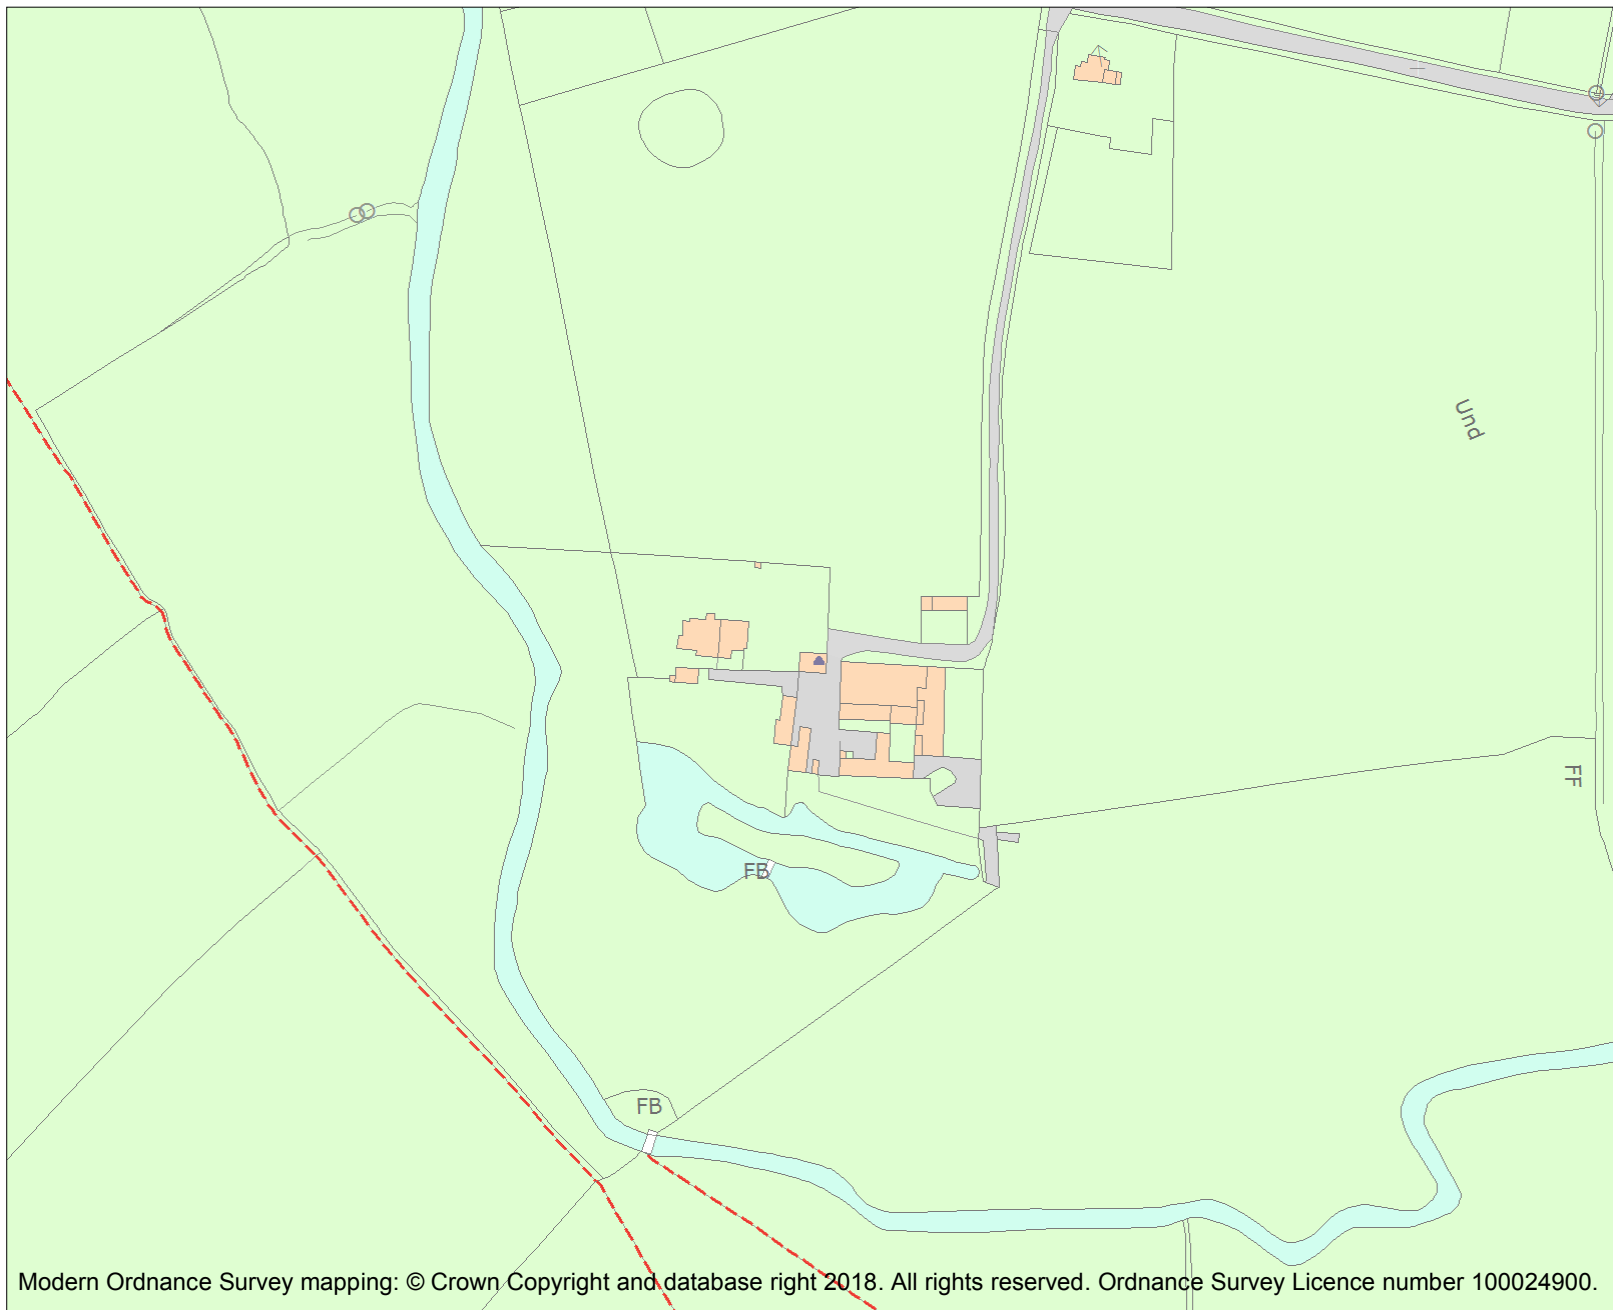 Und
FF
FB
FB
Modern Ordnance Survey mapping: © Crown Copyright and database right 2018. All rights reserved. Ordnance Survey Licence number 100024900.